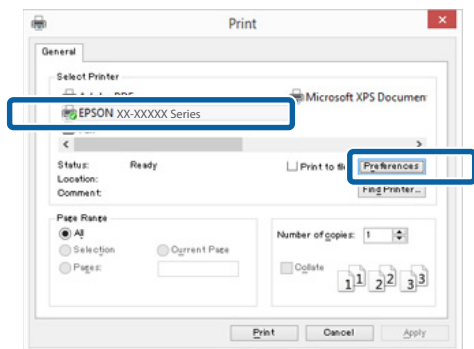 Print
General
Select Printer
Microsoft XPS Documen
EPSON XX-XXXXX Series
Status: Ready
Print to fi
Preferences
Location:
Comment:
Find Printer...
Page Range
All
Selection
Current Page
Pages:
Number of copies: 1
Collate
1 1 2 2 3 3
Print
Cancel
Apply